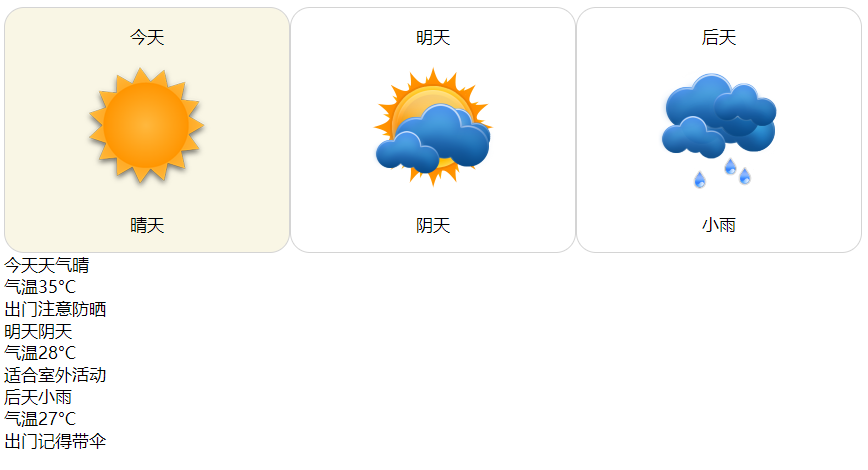 今天
明天
后天
晴天
阴天
小雨
今天天气晴
气温35°C
出门注意防晒
明天阴天
气温28°C
适合室外活动
后天小雨
气温27°C
出门记得带伞